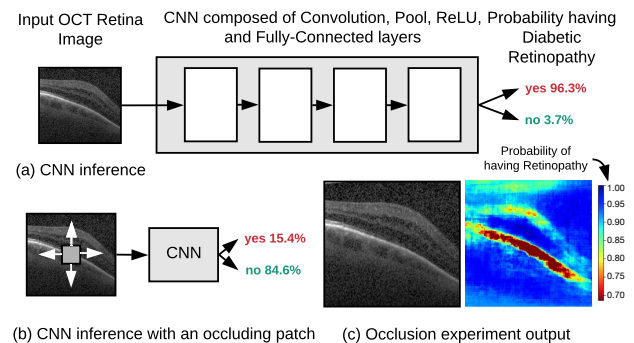 Input OCT Retina
Image
CNN composed of Convolution, Pool, ReLU,
and Fully-Connected layers
Probability having
Diabetic
Retinopathy
yes 96.3%
no 3.7%
(a) CNN inference
Probability of
having Retinopathy
CNN
yes 15.4%
no 84.6%
1.00
0.95
0.90
0.85
0.80
0.75
0.70
(b) CNN inference with an occluding patch
(c) Occlusion experiment output